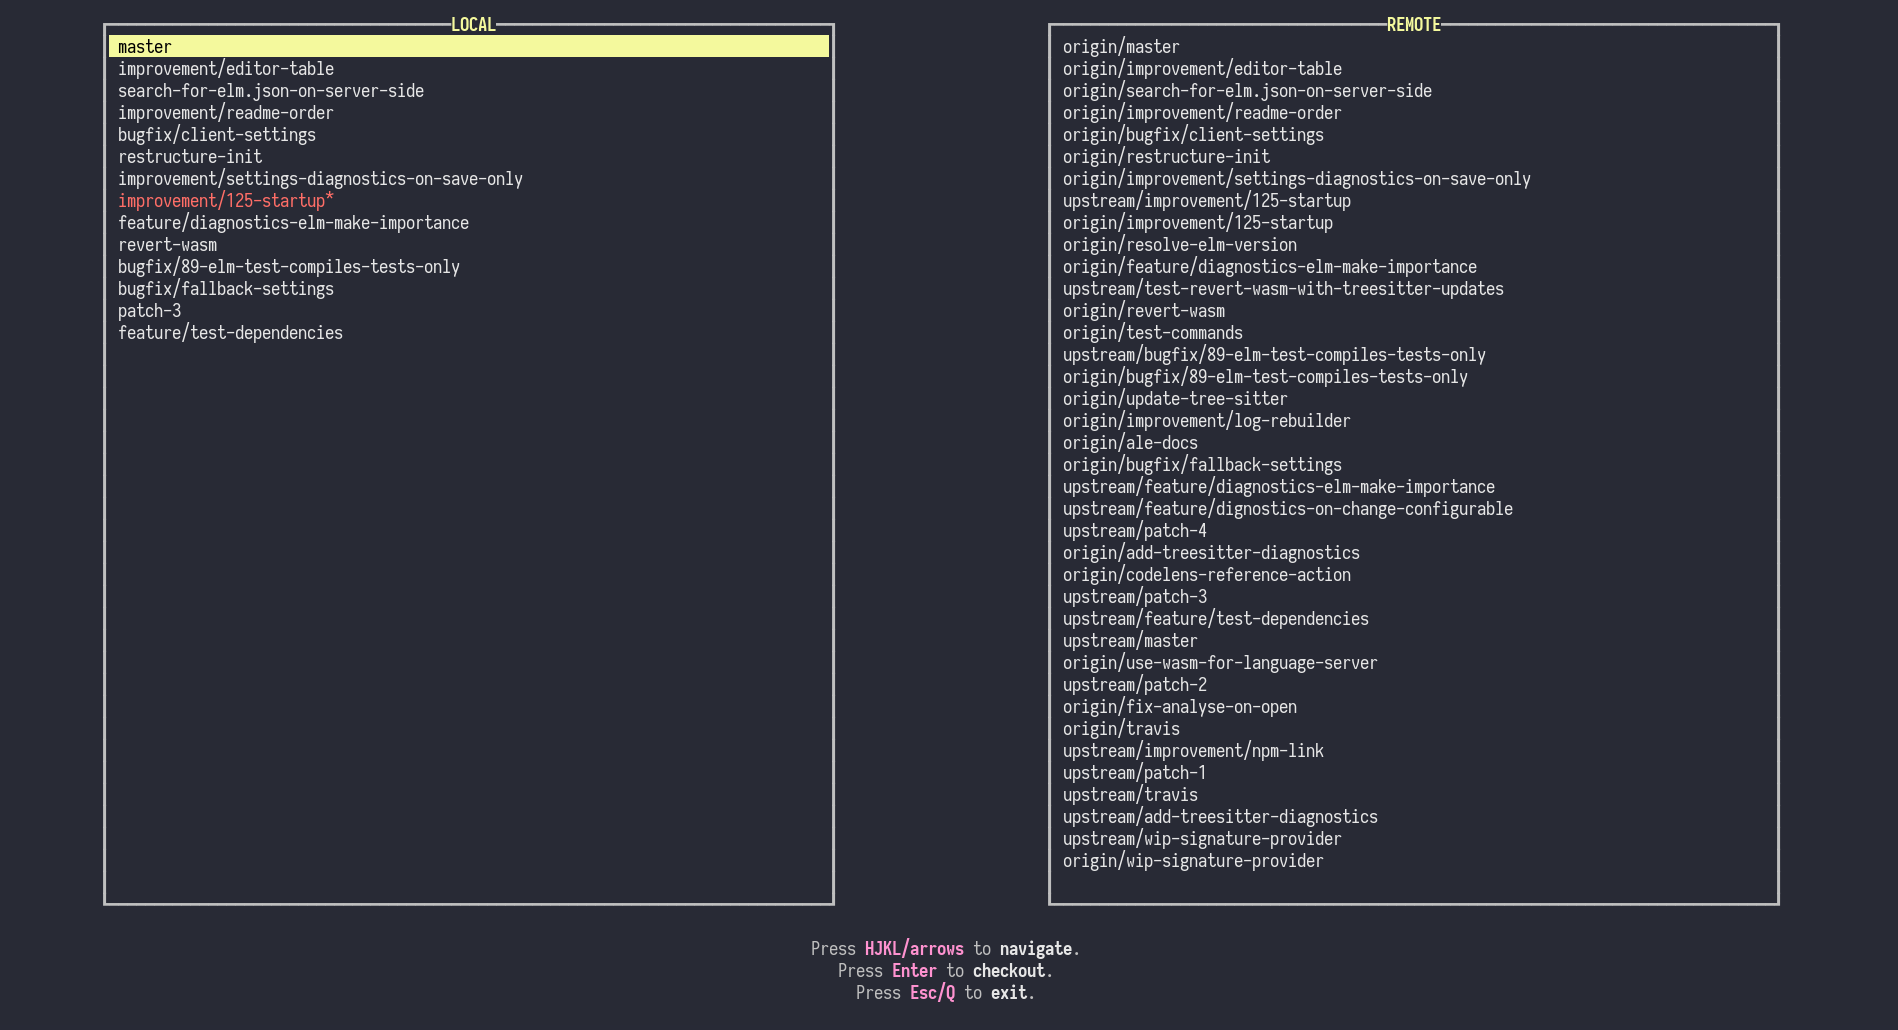 LOCAL
master
improvement/editor-table
search-for-elm.json-on-server-side
improvement/readme-order
bugfix/client-settings
restructure-init
improvement/settings-diagnostics-on-save-only
improvement/125-startup*
feature/diagnostics-elm-make-importance
revert-wasm
bugfix/89-elm-test-compiles-tests-only
bugfix/fallback-settings
patch-3
feature/test-dependencies
REMOTE
origin/master
origin/improvement/editor-table
origin/search-for-elm.json-on-server-side
origin/improvement/readme-order
origin/bugfix/client-settings
origin/restructure-init
origin/improvement/settings-diagnostics-on-save-only
upstream/improvement/125-startup
origin/improvement/125-startup
origin/resolve-elm-version
origin/feature/diagnostics-elm-make-importance
upstream/test-revert-wasm-with-treesitter-updates
origin/revert-wasm
origin/test-commands
upstream/bugfix/89-elm-test-compiles-tests-only
origin/bugfix/89-elm-test-compiles-tests-only
origin/update-tree-sitter
origin/improvement/log-rebuilder
origin/ale-docs
origin/bugfix/fallback-settings
upstream/feature/diagnostics-elm-make-importance
upstream/feature/dignostics-on-change-configurable
upstream/patch-4
origin/add-treesitter-diagnostics
origin/codelens-reference-action
upstream/patch-3
upstream/feature/test-dependencies
upstream/master
origin/use-wasm-for-language-server
upstream/patch-2
origin/fix-analyse-on-open
origin/travis
upstream/improvement/npm-link
upstream/patch-1
upstream/travis
upstream/add-treesitter-diagnostics
upstream/wip-signature-provider
origin/wip-signature-provider
Press HJKL/arrows to navigate.
Press Enter to checkout.
Press Esc/Q to exit.